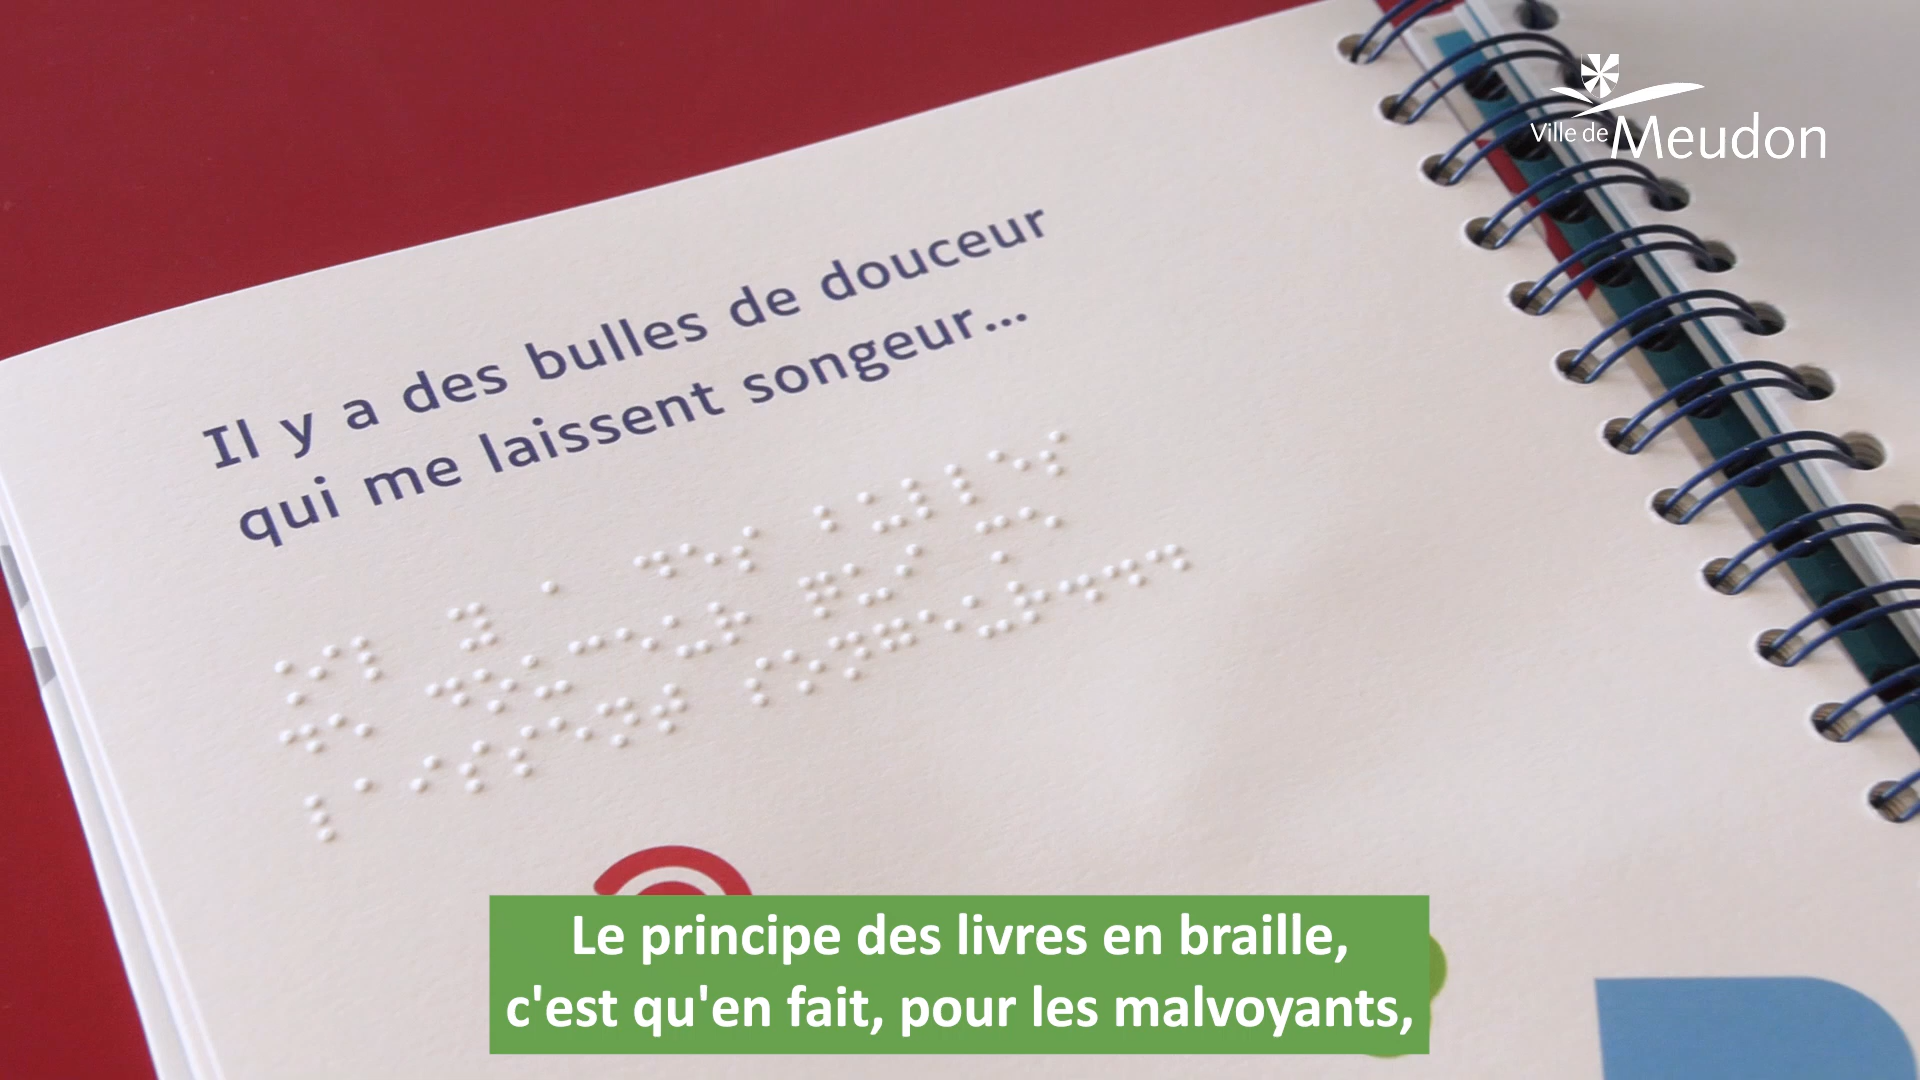 Ville de Meudon
Il y a des bulles de douceur
qui me laissent songeur...
Le principe des livres en braille,
c'est qu'en fait, pour les malvoyants,